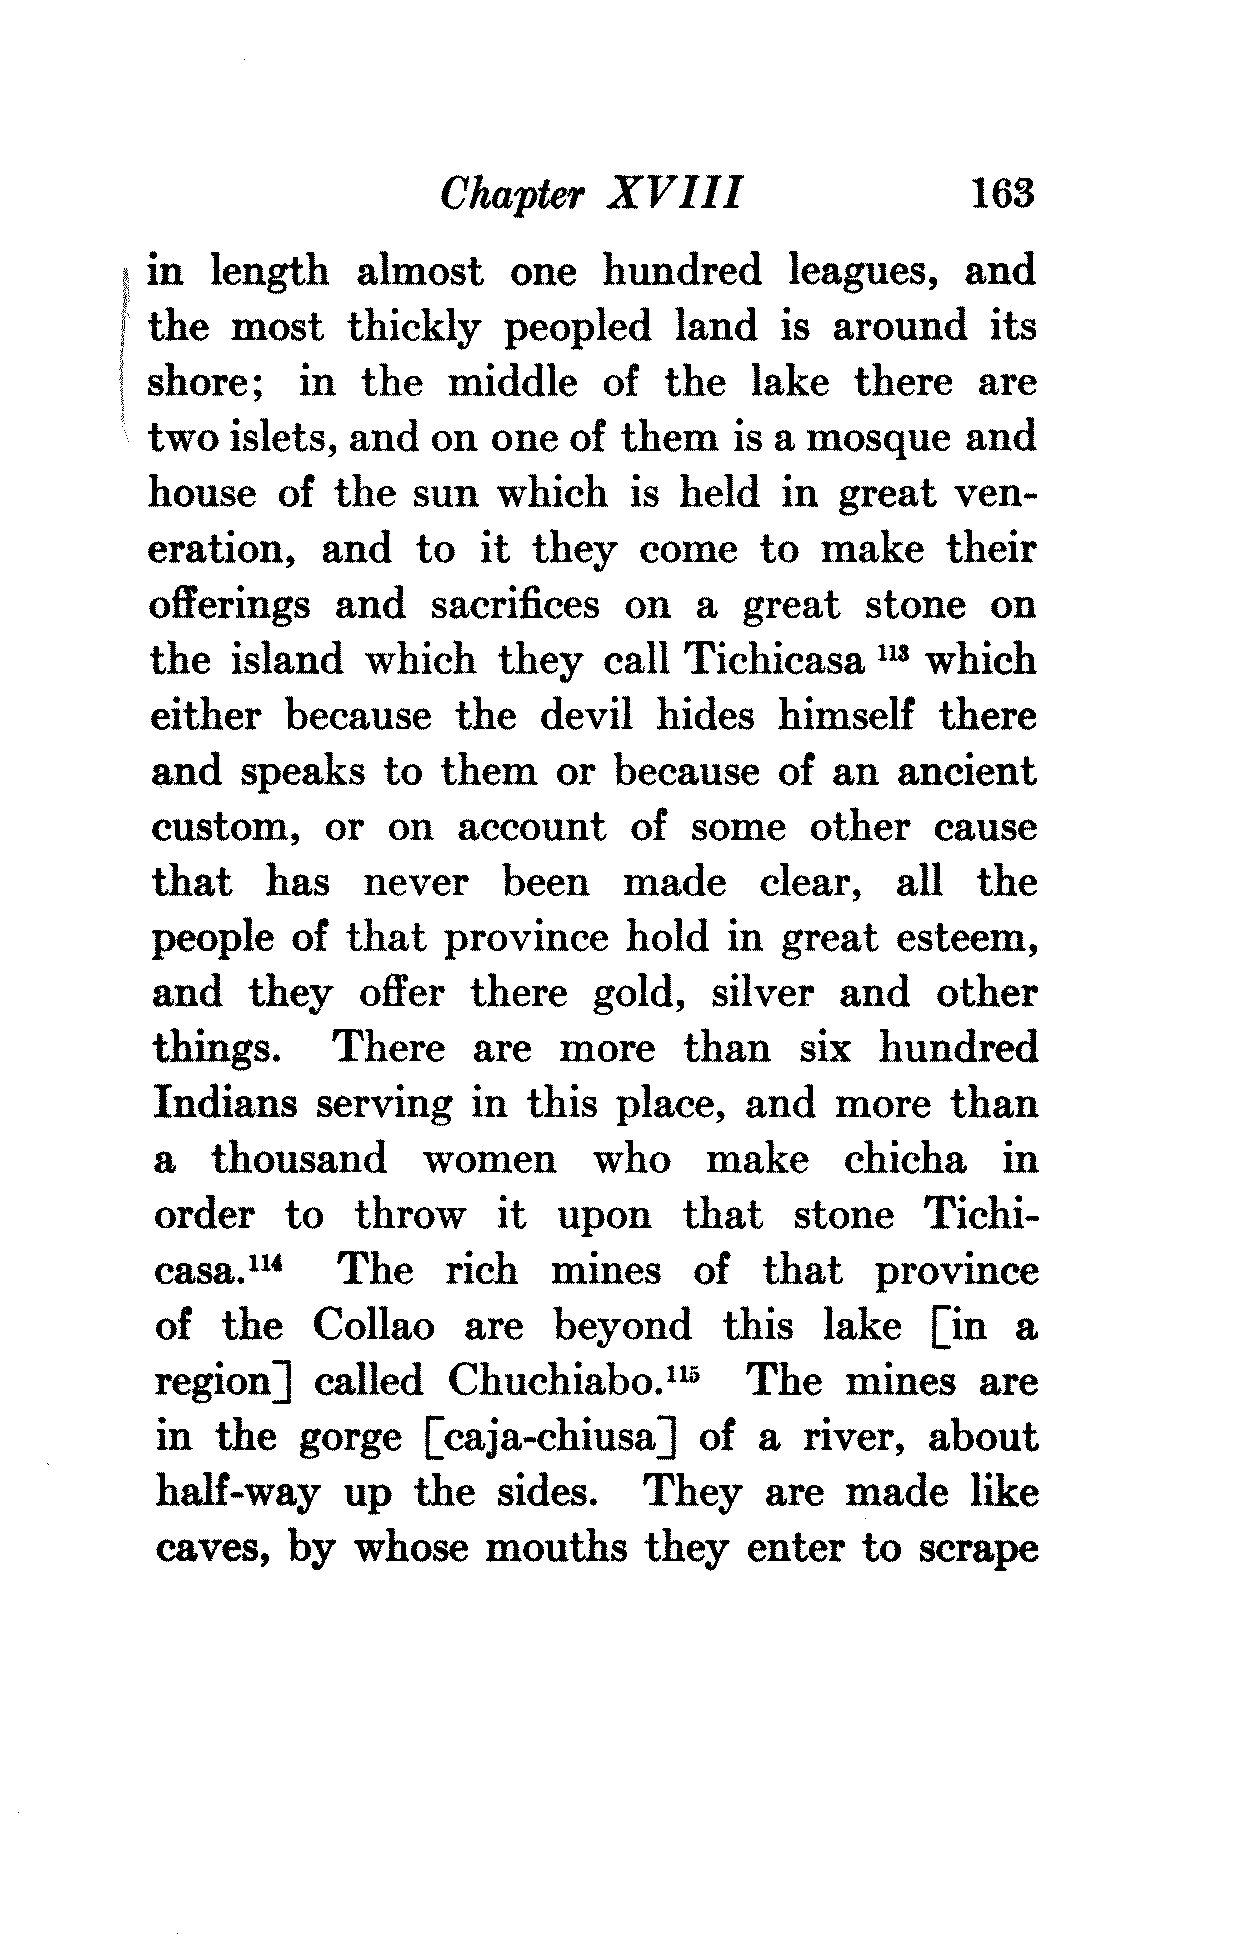 Chapter XVIII 163
in length almost one hundred leagues, and
the most thickly peopled land is around its
shore; in the middle of the lake there are
two islets, and on one of them is a mosque and
house of the sun which is held in great ven-
eration, and to it they come to make their
offerings and sacrifices on a great stone on
the island which they call Tichicasa ¹¹³ which
either because the devil hides himself there
and speaks to them or because of an ancient
custom, or on account of some other cause
that has never been made clear, all the
people of that province hold in great esteem,
and they offer there gold, silver and other
things. There are more than six hundred
Indians serving in this place, and more than
a thousand women who make chicha in
order to throw it upon that stone Tichi-
casa.¹¹⁴ The rich mines of that province
of the Collao are beyond this lake [in a
region] called Chuchiabo.¹¹⁵ The mines are
in the gorge [caja-chiusa] of a river, about
half-way up the sides. They are made like
caves, by whose mouths they enter to scrape